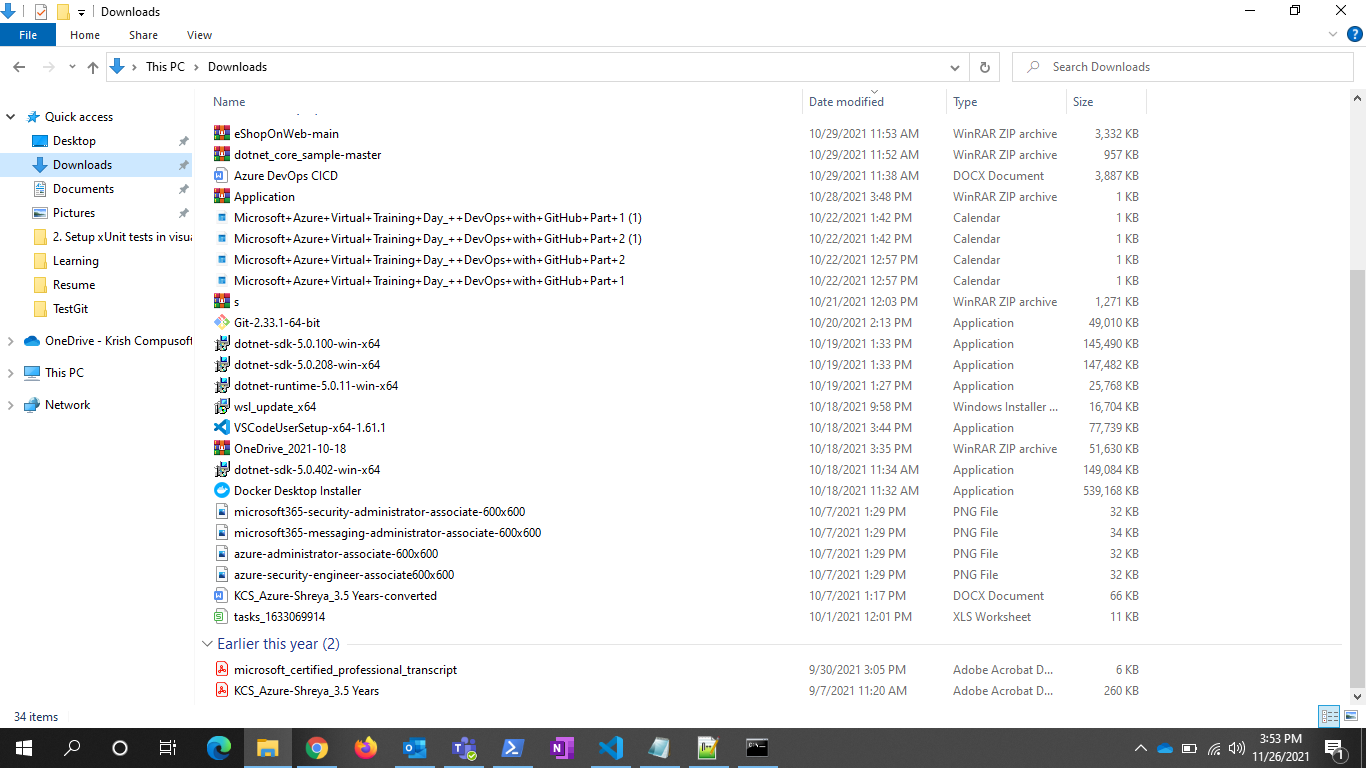 Downloads
File Home Share View
This PC Downloads
Search Downloads
Name Date modified Type Size
Quick access
Desktop
Downloads
Documents
Pictures
2. Setup xUnit tests in visua
Learning
Resume
TestGit
OneDrive - Krish Compusoft
This PC
Network
eShopOnWeb-main 10/29/2021 11:53 AM WinRAR ZIP archive 3,332 KB
dotnet_core_sample-master 10/29/2021 11:52 AM WinRAR ZIP archive 957 KB
Azure DevOps CICD 10/29/2021 11:38 AM DOCX Document 3,887 KB
Application 10/28/2021 3:48 PM WinRAR ZIP archive 1 KB
Microsoft+Azure+Virtual+Training+Day_++DevOps+with+GitHub+Part+1 (1) 10/22/2021 1:42 PM Calendar 1 KB
Microsoft+Azure+Virtual+Training+Day_++DevOps+with+GitHub+Part+2 (1) 10/22/2021 1:42 PM Calendar 1 KB
Microsoft+Azure+Virtual+Training+Day_++DevOps+with+GitHub+Part+2 10/22/2021 12:57 PM Calendar 1 KB
Microsoft+Azure+Virtual+Training+Day_++DevOps+with+GitHub+Part+1 10/22/2021 12:57 PM Calendar 1 KB
s 10/21/2021 12:03 PM WinRAR ZIP archive 1,271 KB
Git-2.33.1-64-bit 10/20/2021 2:13 PM Application 49,010 KB
dotnet-sdk-5.0.100-win-x64 10/19/2021 1:33 PM Application 145,490 KB
dotnet-sdk-5.0.208-win-x64 10/19/2021 1:33 PM Application 147,482 KB
dotnet-runtime-5.0.11-win-x64 10/19/2021 1:27 PM Application 25,768 KB
wsl_update_x64 10/18/2021 9:58 PM Windows Installer ... 16,704 KB
VSCodeUserSetup-x64-1.61.1 10/18/2021 3:44 PM Application 77,739 KB
OneDrive_2021-10-18 10/18/2021 3:35 PM WinRAR ZIP archive 51,630 KB
dotnet-sdk-5.0.402-win-x64 10/18/2021 11:34 AM Application 149,084 KB
Docker Desktop Installer 10/18/2021 11:32 AM Application 539,168 KB
microsoft365-security-administrator-associate-600x600 10/7/2021 1:29 PM PNG File 32 KB
microsoft365-messaging-administrator-associate-600x600 10/7/2021 1:29 PM PNG File 34 KB
azure-administrator-associate-600x600 10/7/2021 1:29 PM PNG File 32 KB
azure-security-engineer-associate600x600 10/7/2021 1:29 PM PNG File 32 KB
KCS_Azure-Shreya_3.5 Years-converted 10/7/2021 1:17 PM DOCX Document 66 KB
tasks_1633069914 10/1/2021 12:01 PM XLS Worksheet 11 KB
Earlier this year (2)
microsoft_certified_professional_transcript 9/30/2021 3:05 PM Adobe Acrobat D... 6 KB
KCS_Azure-Shreya_3.5 Years 9/7/2021 11:20 AM Adobe Acrobat D... 260 KB
34 items
3:53 PM
11/26/2021
1